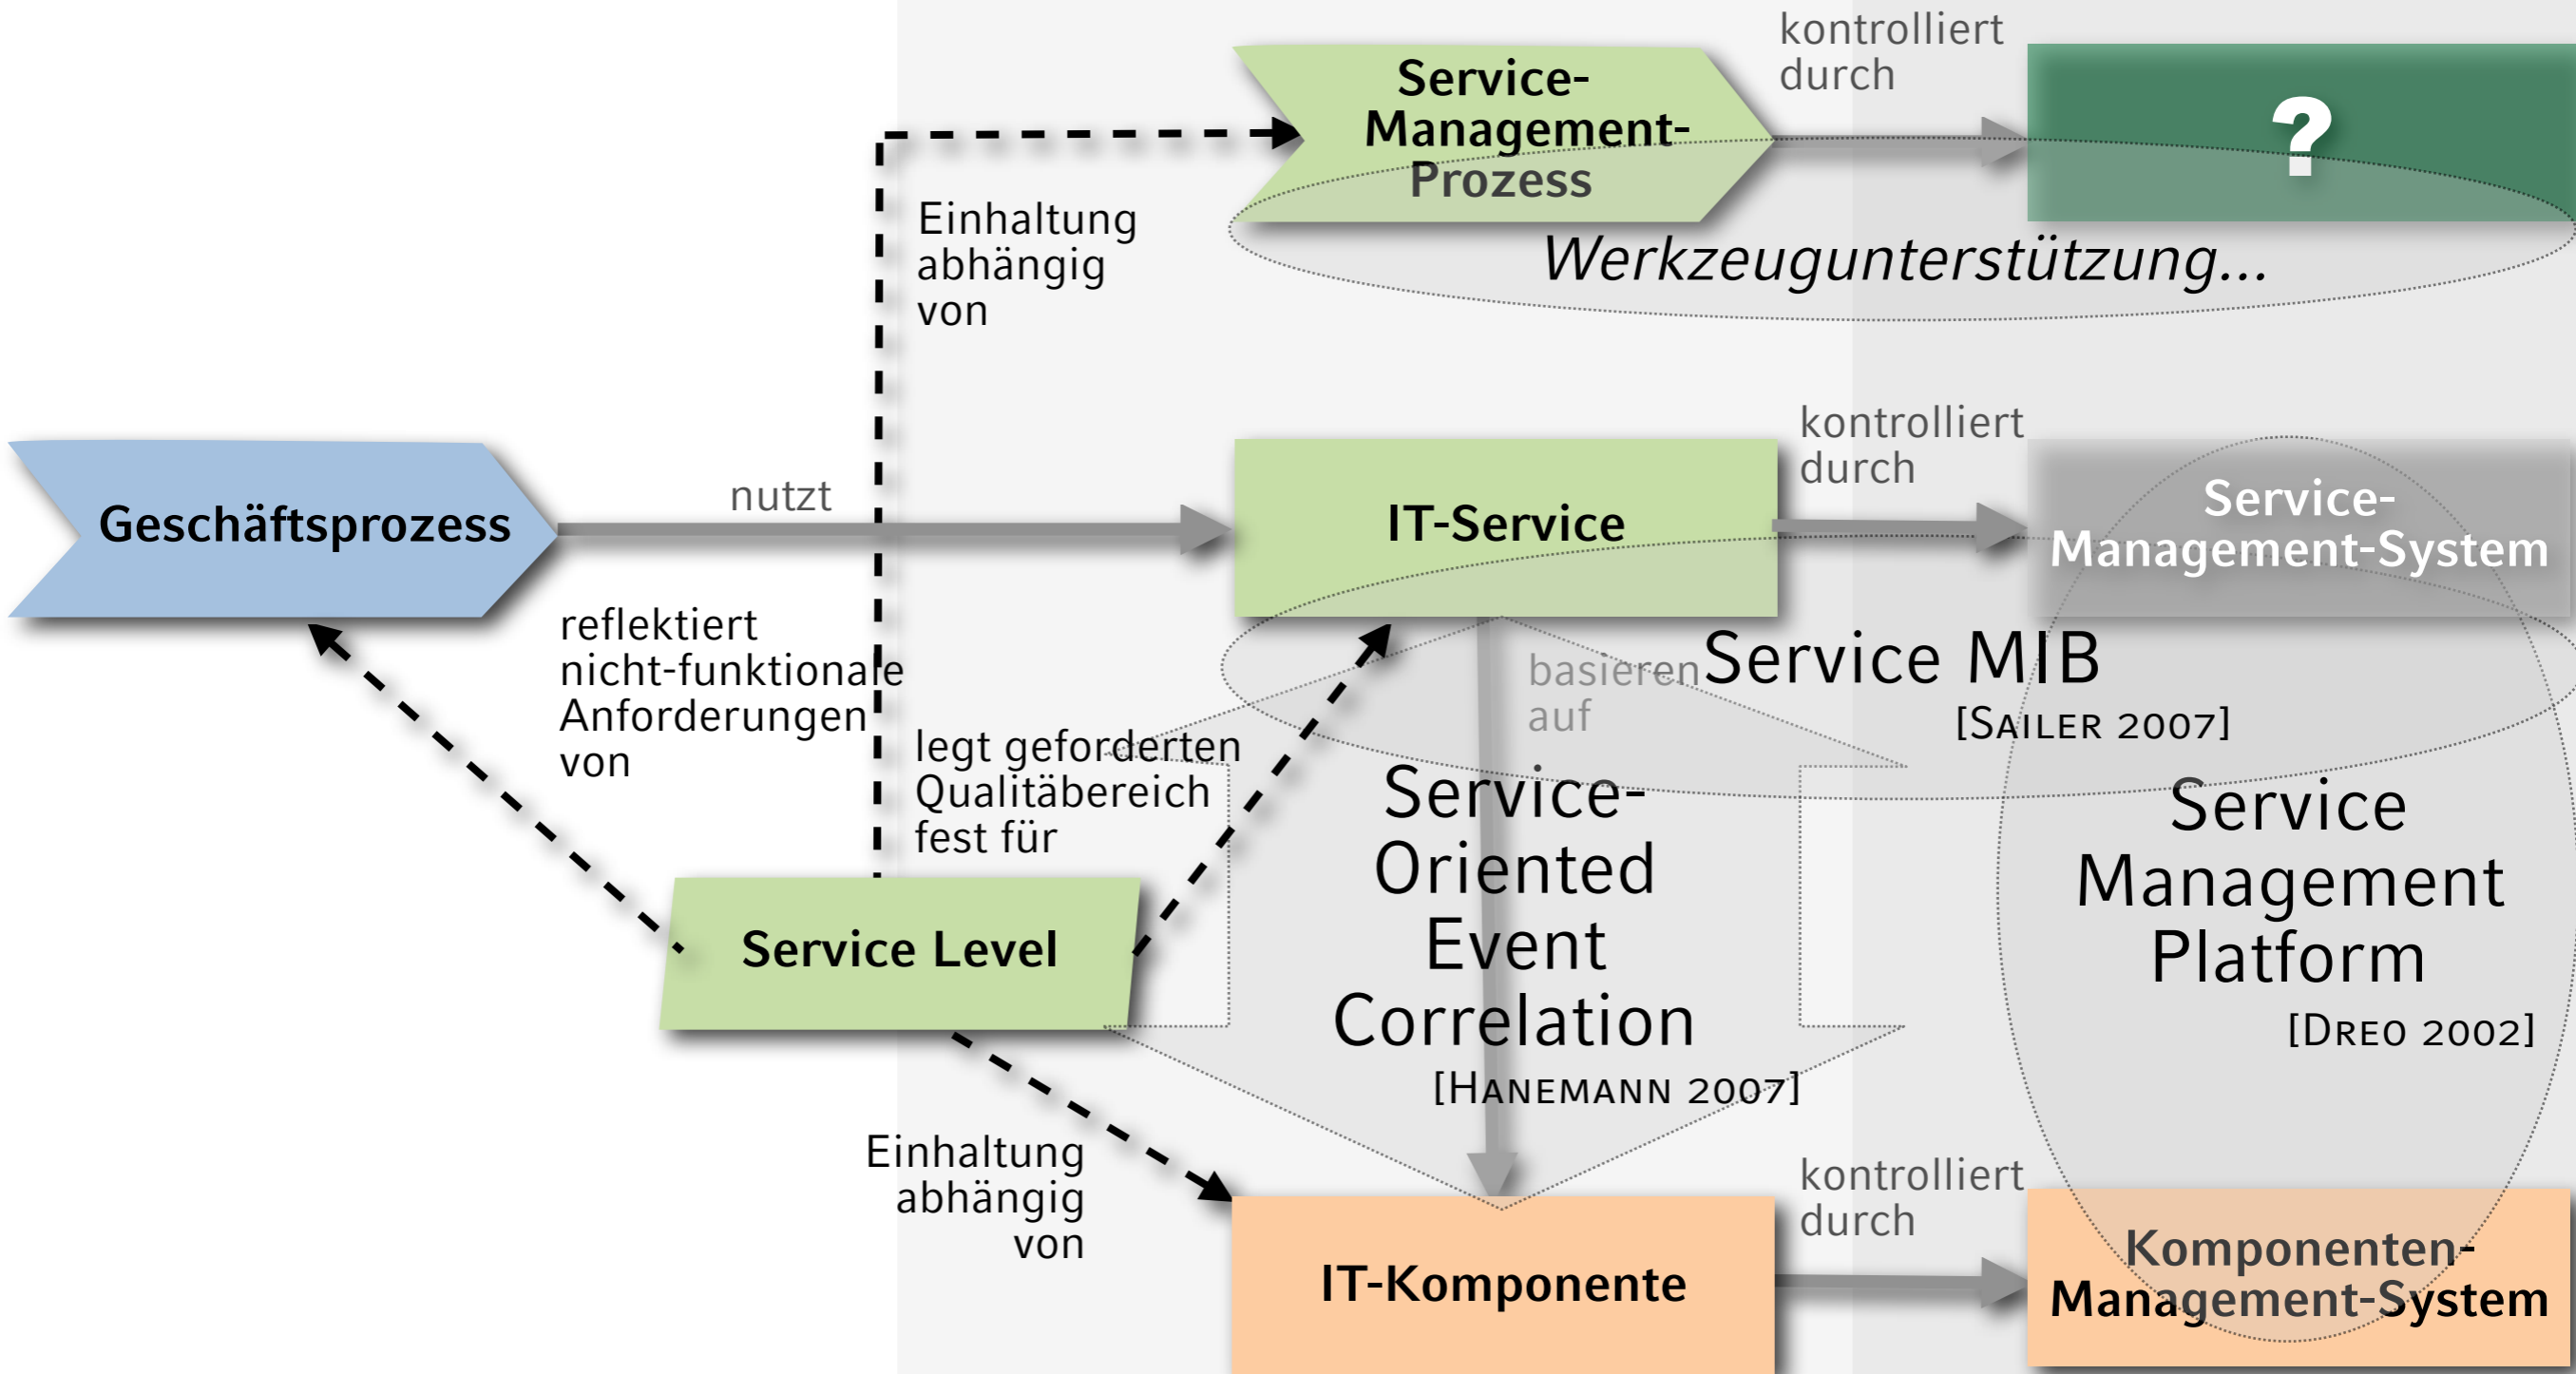 kontrolliert
durch
Service-
Management-
Prozess
?
Einhaltung
abhängig
von
Werkzeugunterstützung...
Geschäftsprozess
nutzt
IT-Service
kontrolliert
durch
Service-
Management-System
reflektiert
nicht-funktionale
Anforderungen
von
legt geforderten
Qualitäbereich
fest für
basieren
auf
Service MIB
[SAILER 2007]
Service-
Oriented
Event
Correlation
[HANEMANN 2007]
Service
Management
Platform
[DREO 2002]
Service Level
Einhaltung
abhängig
von
IT-Komponente
kontrolliert
durch
Komponenten-
Management-System